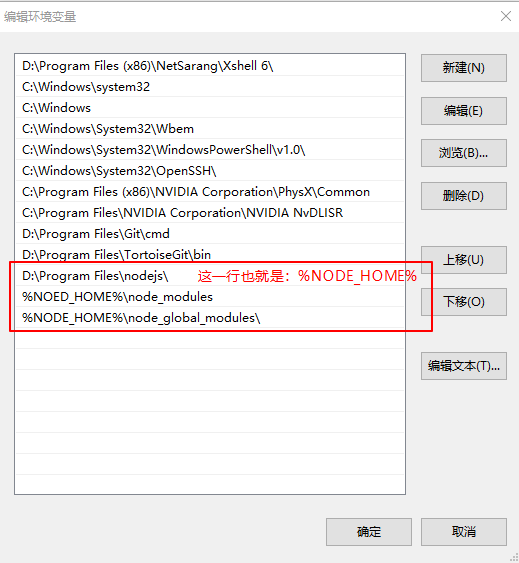 编辑环境变量
D:\Program Files (x86)\NetSarang\Xshell 6\
新建(N)
C:\Windows\system32
C:\Windows
编辑(E)
C:\Windows\System32\Wbem
C:\Windows\System32\WindowsPowerShell\v1.0\
浏览(B)...
C:\Windows\System32\OpenSSH\
C:\Program Files (x86)\NVIDIA Corporation\PhysX\Common
删除(D)
C:\Program Files\NVIDIA Corporation\NVIDIA NvDLISR
C:\Program Files\Git\cmd
C:\Program Files\TortoiseGit\bin
上移(U)
D:\Program Files\nodejs\ 这一行也就是：%NODE_HOME%
%NOED_HOME%\node_modules
下移(O)
%NODE_HOME%\node_global_modules\
编辑文本(T)...
确定
取消